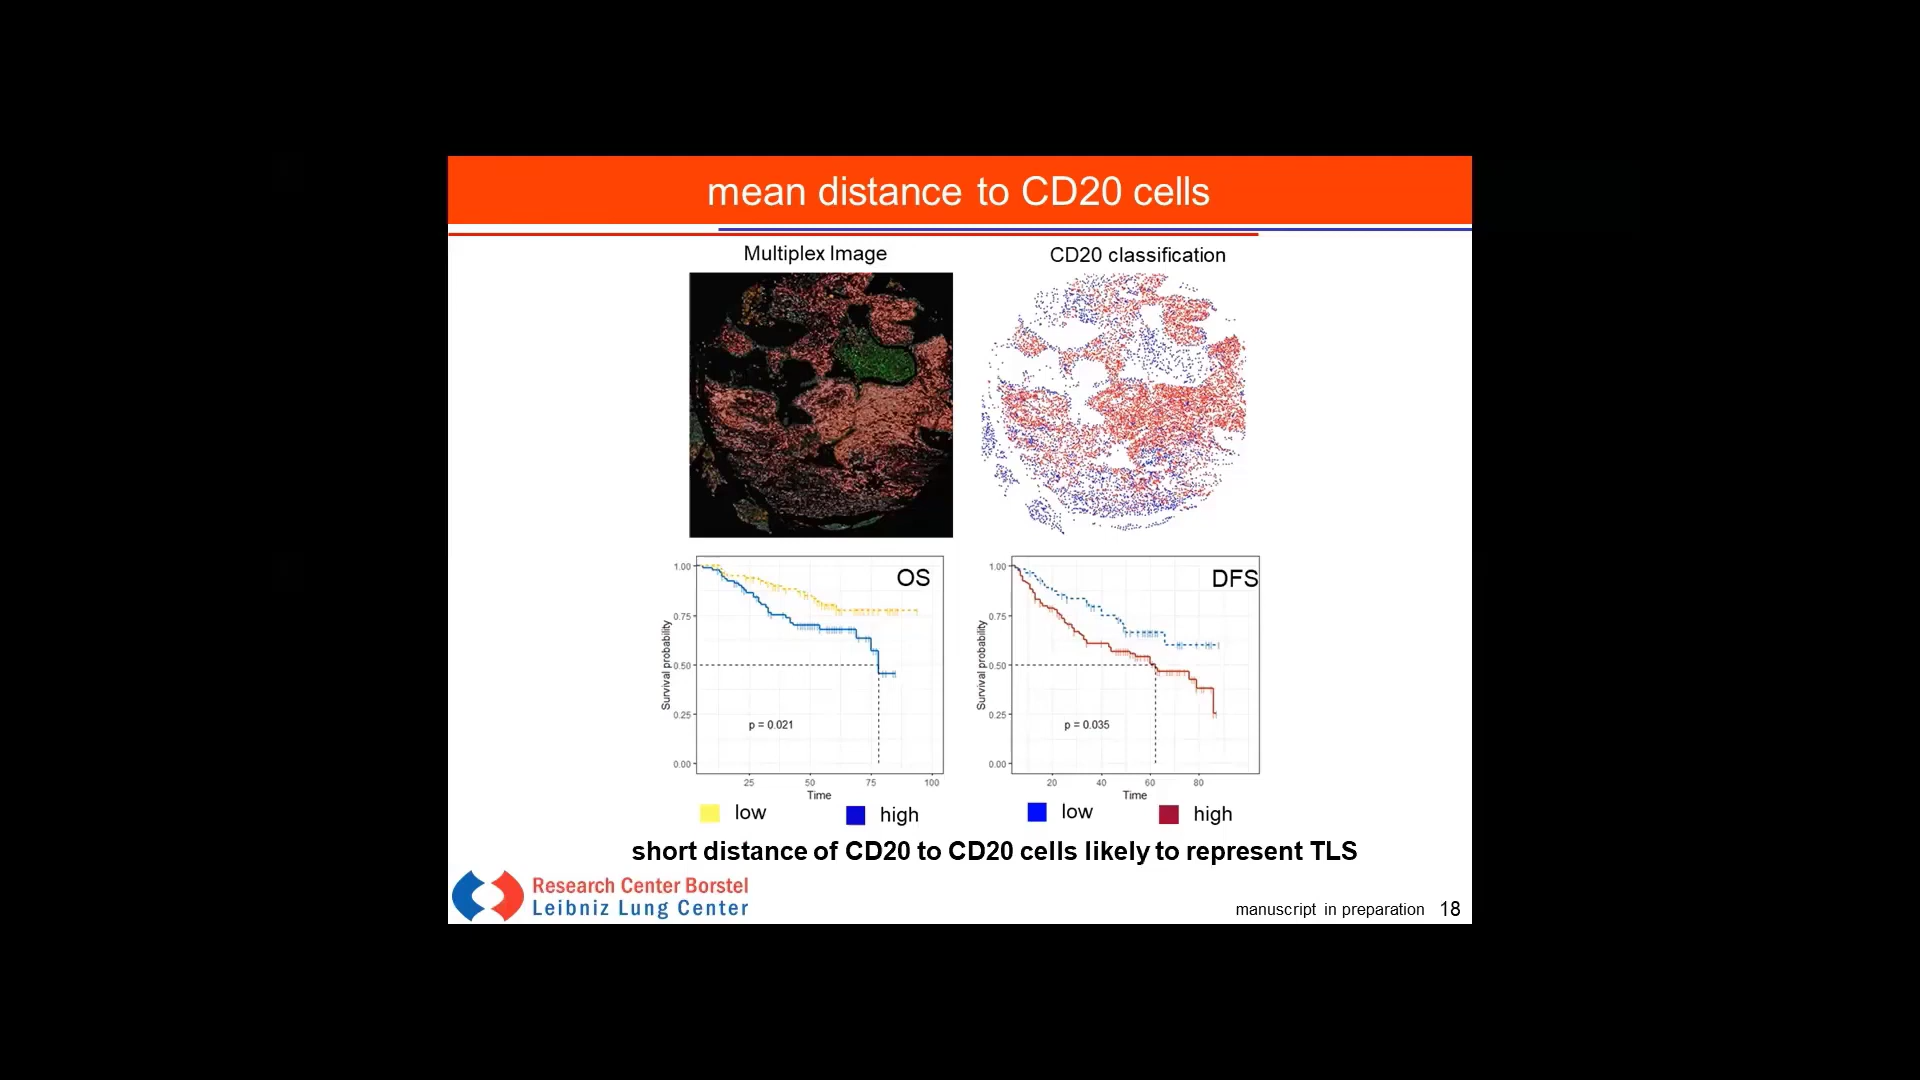 mean distance to CD20 cells
Multiplex Image
CD20 classification
1.00
0.75
0.50
0.25
0.00
Survival probability
OS
p = 0.021
25 50 75 100
Time
low high
1.00
0.75
0.50
0.25
0.00
Survival probability
DFS
p = 0.035
20 40 60 80
Time
low high
short distance of CD20 to CD20 cells likely to represent TLS
Research Center Borstel
Leibniz Lung Center
manuscript in preparation 18